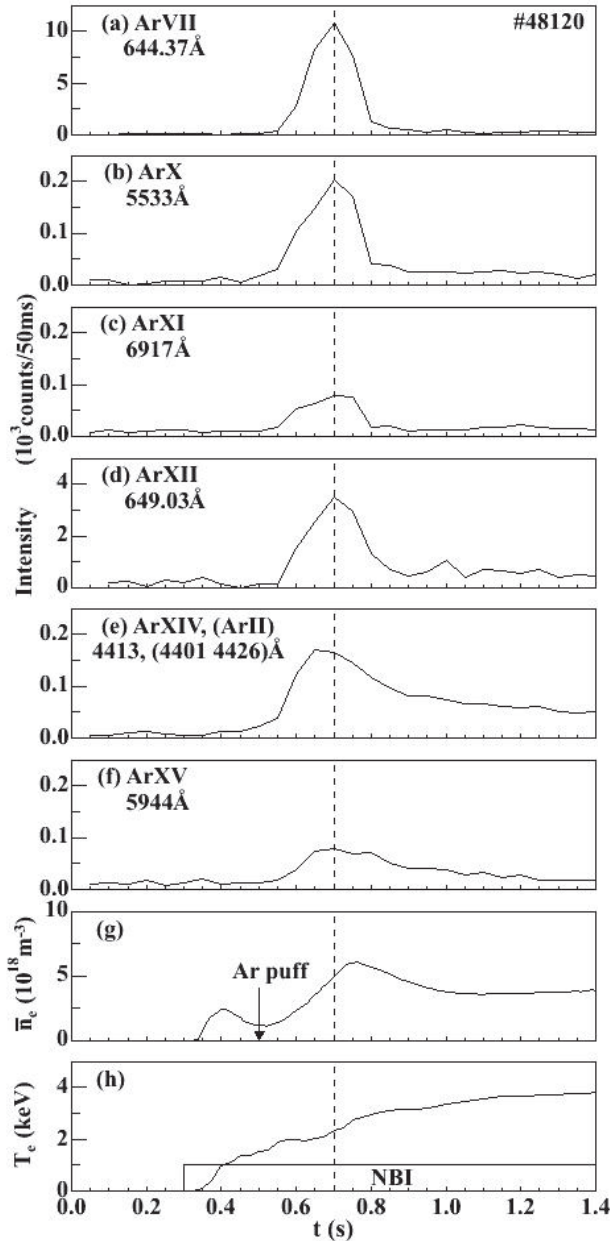 (a) ArVII #48120
644.37Å
10
5
0
(b) ArX
5533Å
0.2
0.1
0.0
(c) ArXI
6917Å
0.2
0.1
0.0
(d) ArXII
649.03Å
4
2
0
Intensity (10³counts/50ms)
(e) ArXIV, (ArII)
4413, (4401 4426)Å
0.2
0.1
0.0
(f) ArXV
5944Å
0.2
0.1
0.0
(g)
10
5
0
n̅e (10¹⁸m⁻³)
Ar puff
(h)
4
2
0
Te (keV)
NBI
0.0 0.2 0.4 0.6 0.8 1.0 1.2 1.4
t (s)